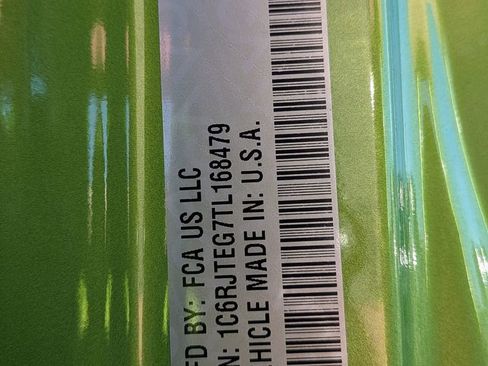 FD BY: FCA US LLC
N: 1C6RJTEG7TL168479
HICLE MADE IN: U.S.A.